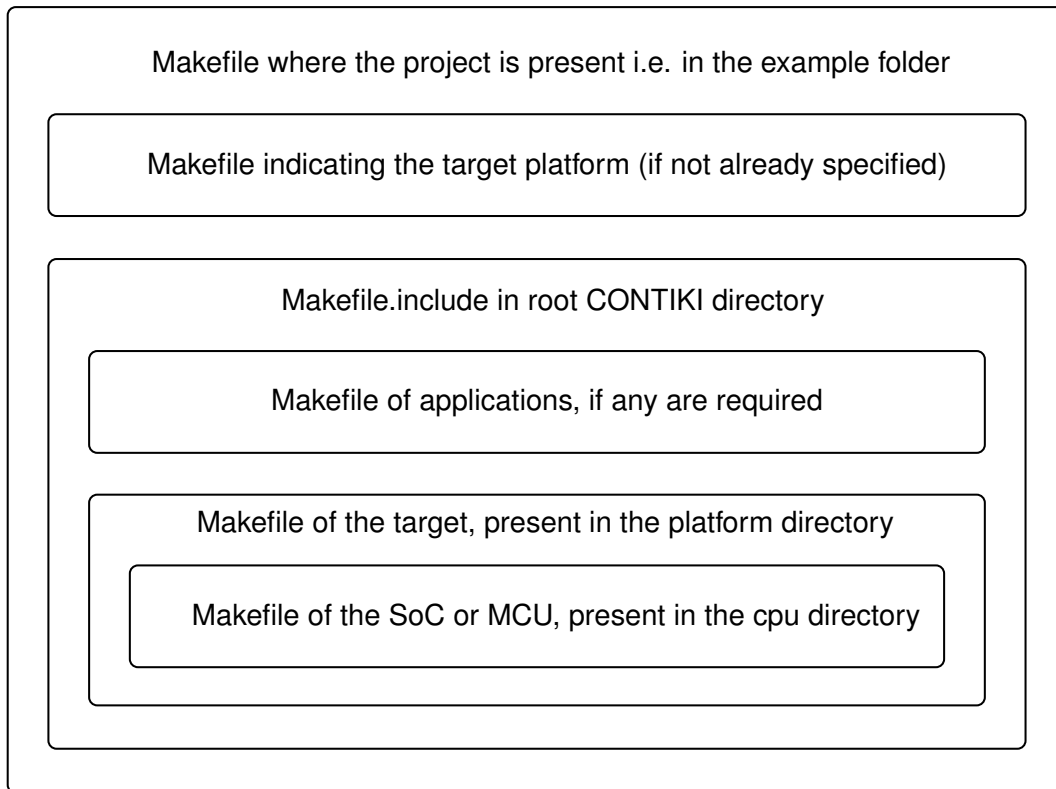 Makefile where the project is present i.e. in the example folder
Makefile indicating the target platform (if not already specified)
Makefile.include in root CONTIKI directory
Makefile of applications, if any are required
Makefile of the target, present in the platform directory
Makefile of the SoC or MCU, present in the cpu directory